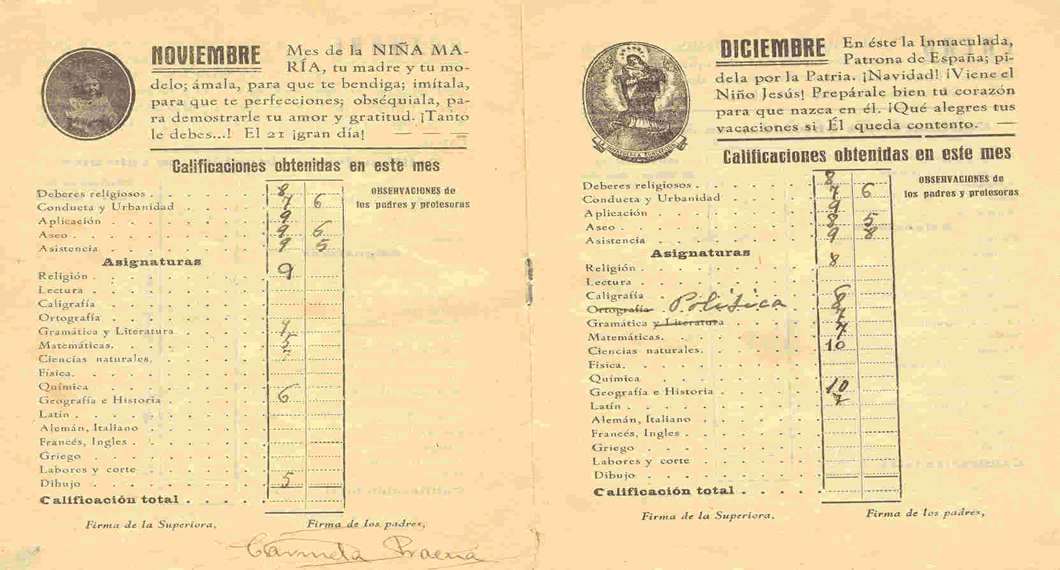 NOVIEMBRE Mes de la NIÑA MA-
RÍA, tu madre y tu mo-
delo; ámala, para que te bendiga; imítala,
para que te perfecciones; obséquiala, pa-
ra demostrarle tu amor y gratitud. ¡Tanto
le debes...! El 21 ¡gran día!
Calificaciones obtenidas en este mes
OBSERVACIONES de
los padres y profesoras
Deberes religiosos 8
Conducta y Urbanidad 7 6
Aplicación 9
Aseo 9 6
Asistencia 9 5
Asignaturas
Religión 9
Lectura
Caligrafía
Ortografía
Gramática y Literatura 7
Matemáticas 5
Ciencias naturales 7
Física
Química
Geografía e Historia 6
Latín
Alemán, Italiano
Francés, Ingles
Griego
Labores y corte
Dibujo 5
Calificación total
Firma de la Superiora, Firma de los padres,
Carmela
DICIEMBRE En éste la Inmaculada,
Patrona de España; pí-
dela por la Patria. ¡Navidad! ¡Viene el
Niño Jesús! Prepárale bien tu corazón
para que nazca en él. ¡Qué alegres tus
vacaciones si Él queda contento.
Calificaciones obtenidas en este mes
OBSERVACIONES de
los padres y profesoras
Deberes religiosos 8
Conducta y Urbanidad 7 6
Aplicación 9
Aseo 8 5
Asistencia 9 8
Asignaturas
Religión 8
Lectura
Caligrafía 6
Ortografía Política 8
Gramática y Literatura 7
Matemáticas 7
Ciencias naturales 10
Física
Química
Geografía e Historia 10
Latín 7
Alemán, Italiano
Francés, Ingles
Griego
Labores y corte
Dibujo
Calificación total
Firma de la Superiora, Firma de los padres,